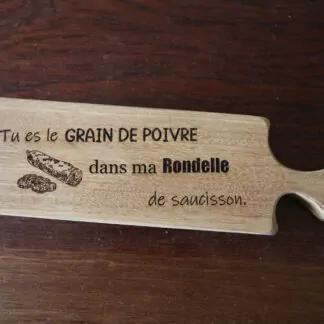 Tu es le GRAIN DE POIVRE
dans ma Rondelle
de saucisson.